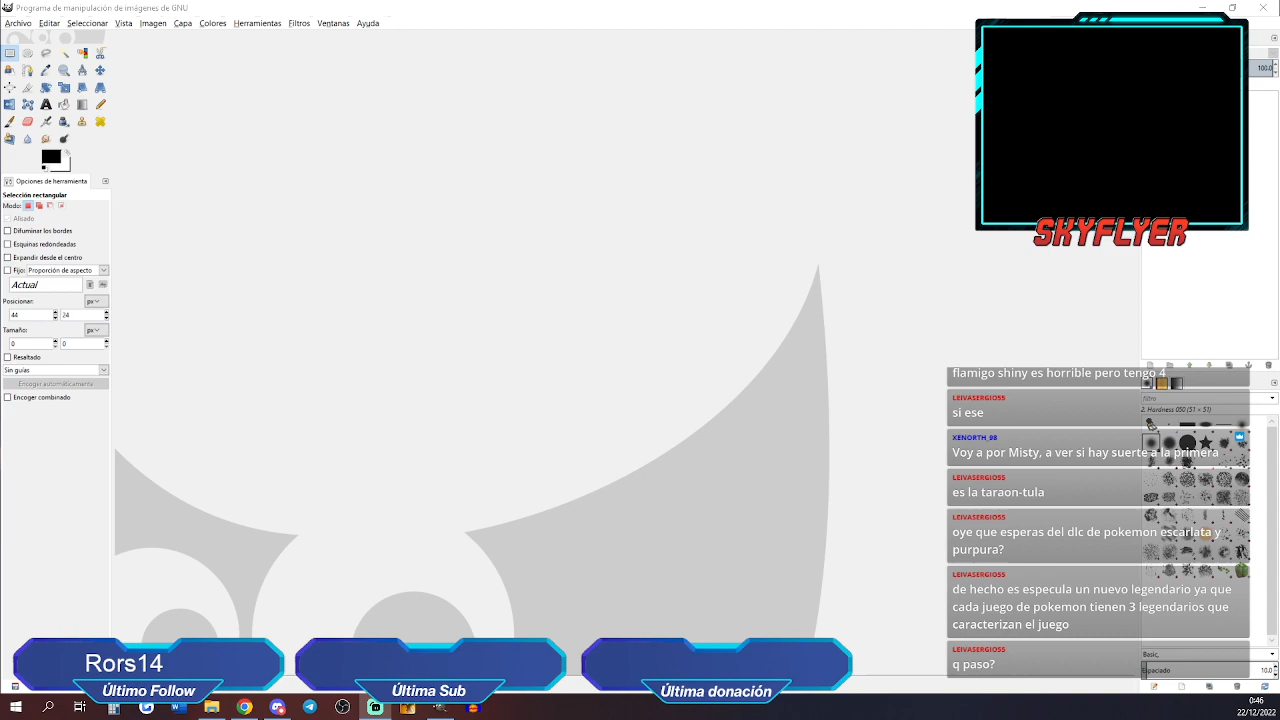 Programa de manipulación de imágenes de GNU
Archivo Editar Seleccionar Vista Imagen Capa Colores Herramientas Filtros Ventanas Ayuda
100.0
Opciones de herramienta
Selección rectangular
Modo:
Alisado
Difuminar los bordes
Esquinas redondeadas
Expandir desde el centro
Fijo: Proporción de aspecto
Actual
Posicionar: px
44 24
Tamaño: px
0 0
Resaltado
Sin guías
Encoger automáticamente
Encoger combinado
SKYFLYER
flamigo shiny es horrible pero tengo 4
filtro
2. Hardness 050 (51 × 51)
LEIVASERGIO55
si ese
XENORTH_98
Voy a por Misty, a ver si hay suerte a la primera
LEIVASERGIO55
es la taraon-tula
LEIVASERGIO55
oye que esperas del dlc de pokemon escarlata y
purpura?
LEIVASERGIO55
de hecho es especula un nuevo legendario ya que
cada juego de pokemon tienen 3 legendarios que
caracterizan el juego
LEIVASERGIO55
q paso?
Basic,
Espaciado 10.0
Rors14
Último Follow
Última Sub
Última donación
0:46
22/12/2022